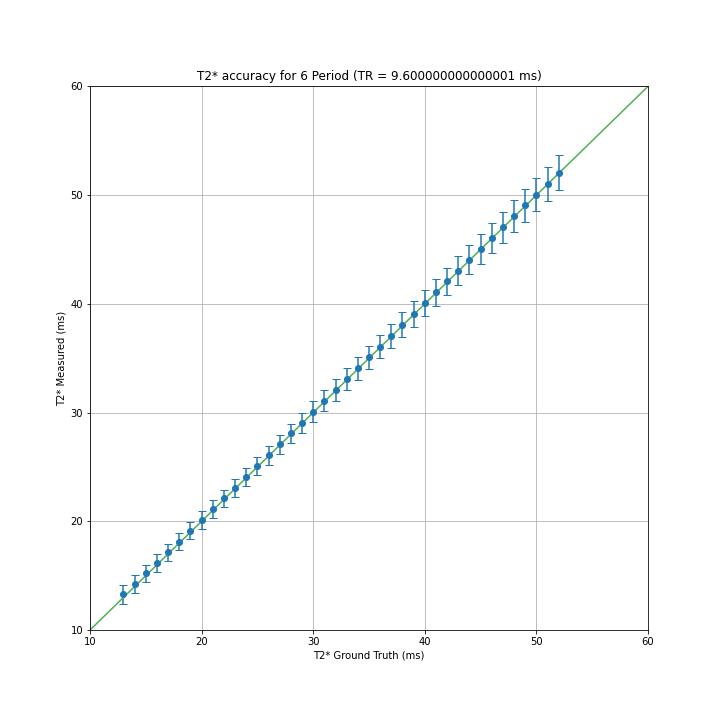 T2* accuracy for 6 Period (TR = 9.600000000000001 ms)
60
50
40
30
20
10
T2* Measured (ms)
10 20 30 40 50 60
T2* Ground Truth (ms)